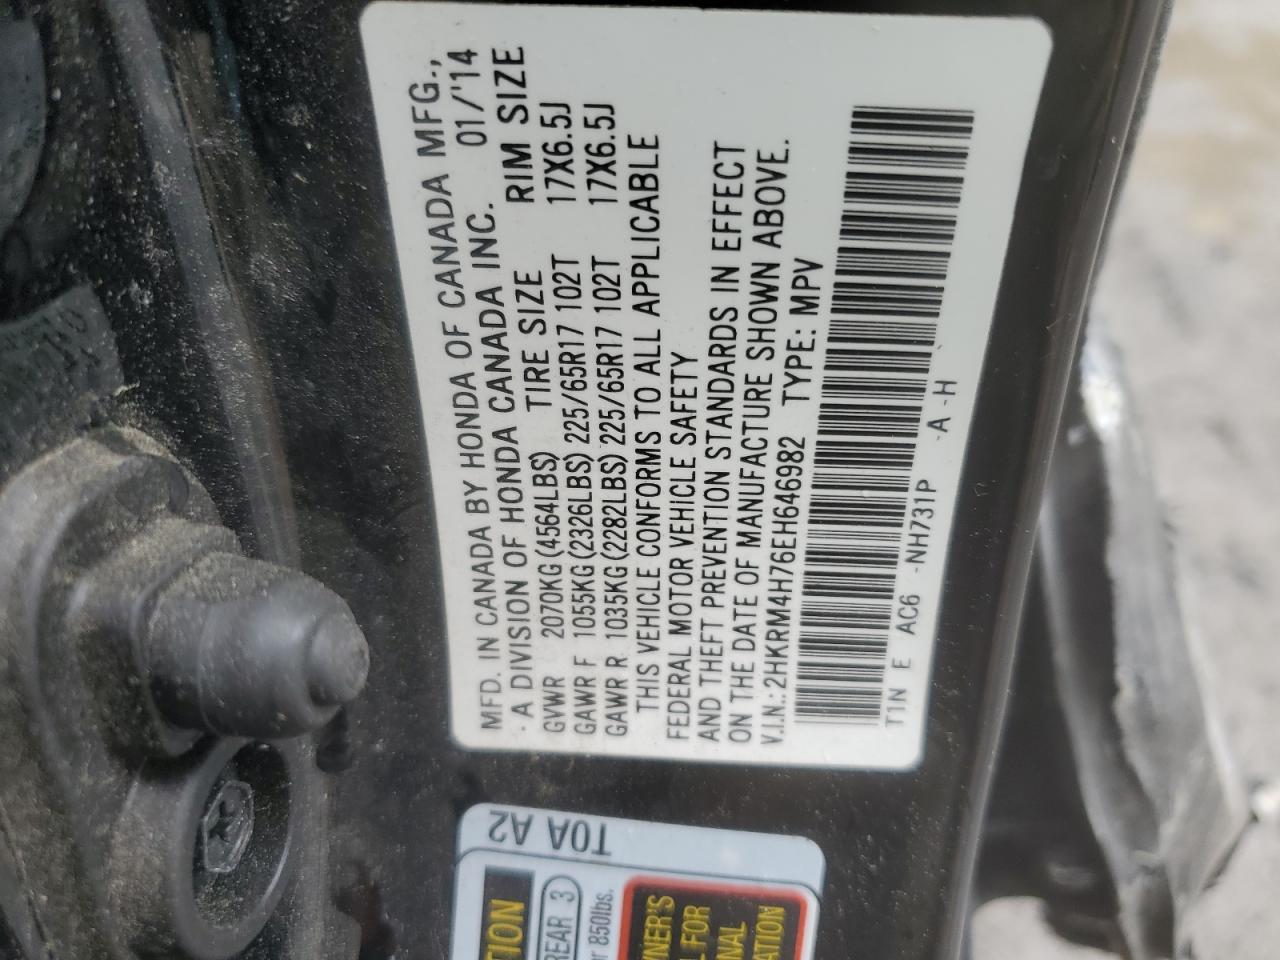 MFD. IN CANADA BY HONDA OF CANADA MFG.,
A DIVISION OF HONDA CANADA INC. 01/'14
TIRE SIZE RIM SIZE
GVWR 2070KG(4564LBS)
GAWR F 1055KG(2326LBS) 225/65R17 102T 17X6.5J
GAWR R 1035KG(2282LBS) 225/65R17 102T 17X6.5J
THIS VEHICLE CONFORMS TO ALL APPLICABLE
FEDERAL MOTOR VEHICLE SAFETY
AND THEFT PREVENTION STANDARDS IN EFFECT
ON THE DATE OF MANUFACTURE SHOWN ABOVE.
V.I.N.:2HKRM4H76EH646982 TYPE: MPV
T1N E AC6 -NH731P -A -H
T0A A2
REAR 3
850lbs.